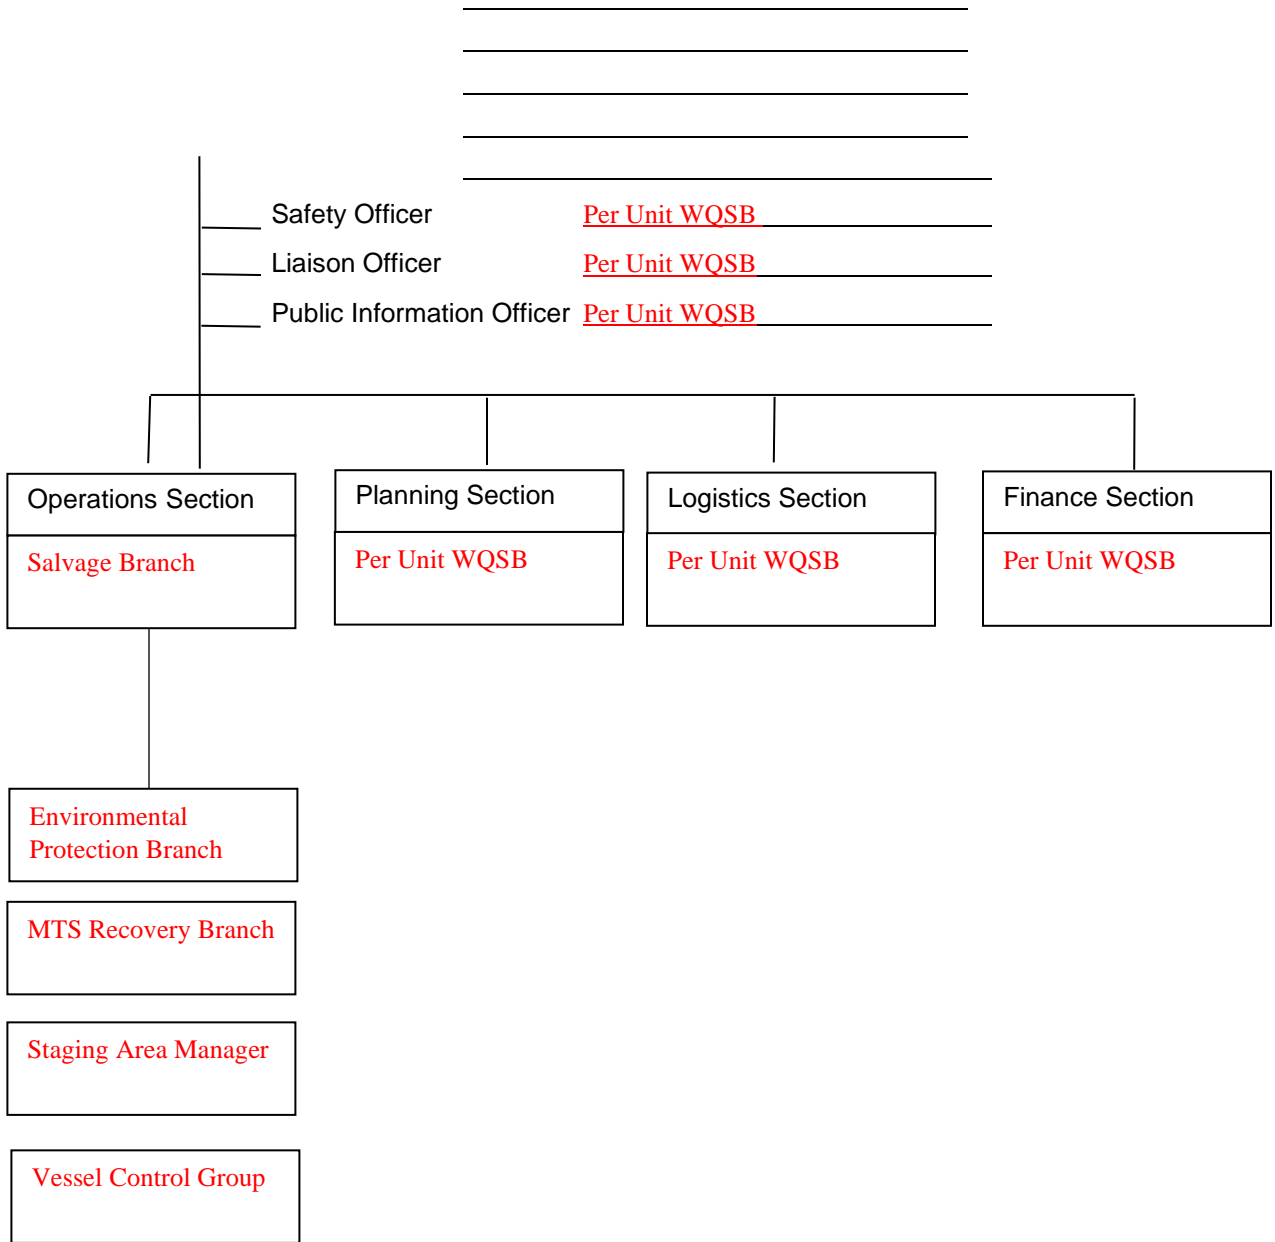 Safety Officer Per Unit WQSB
Liaison Officer Per Unit WQSB
Public Information Officer Per Unit WQSB
Operations Section
Planning Section
Logistics Section
Finance Section
Salvage Branch
Per Unit WQSB
Per Unit WQSB
Per Unit WQSB
Environmental
Protection Branch
MTS Recovery Branch
Staging Area Manager
Vessel Control Group